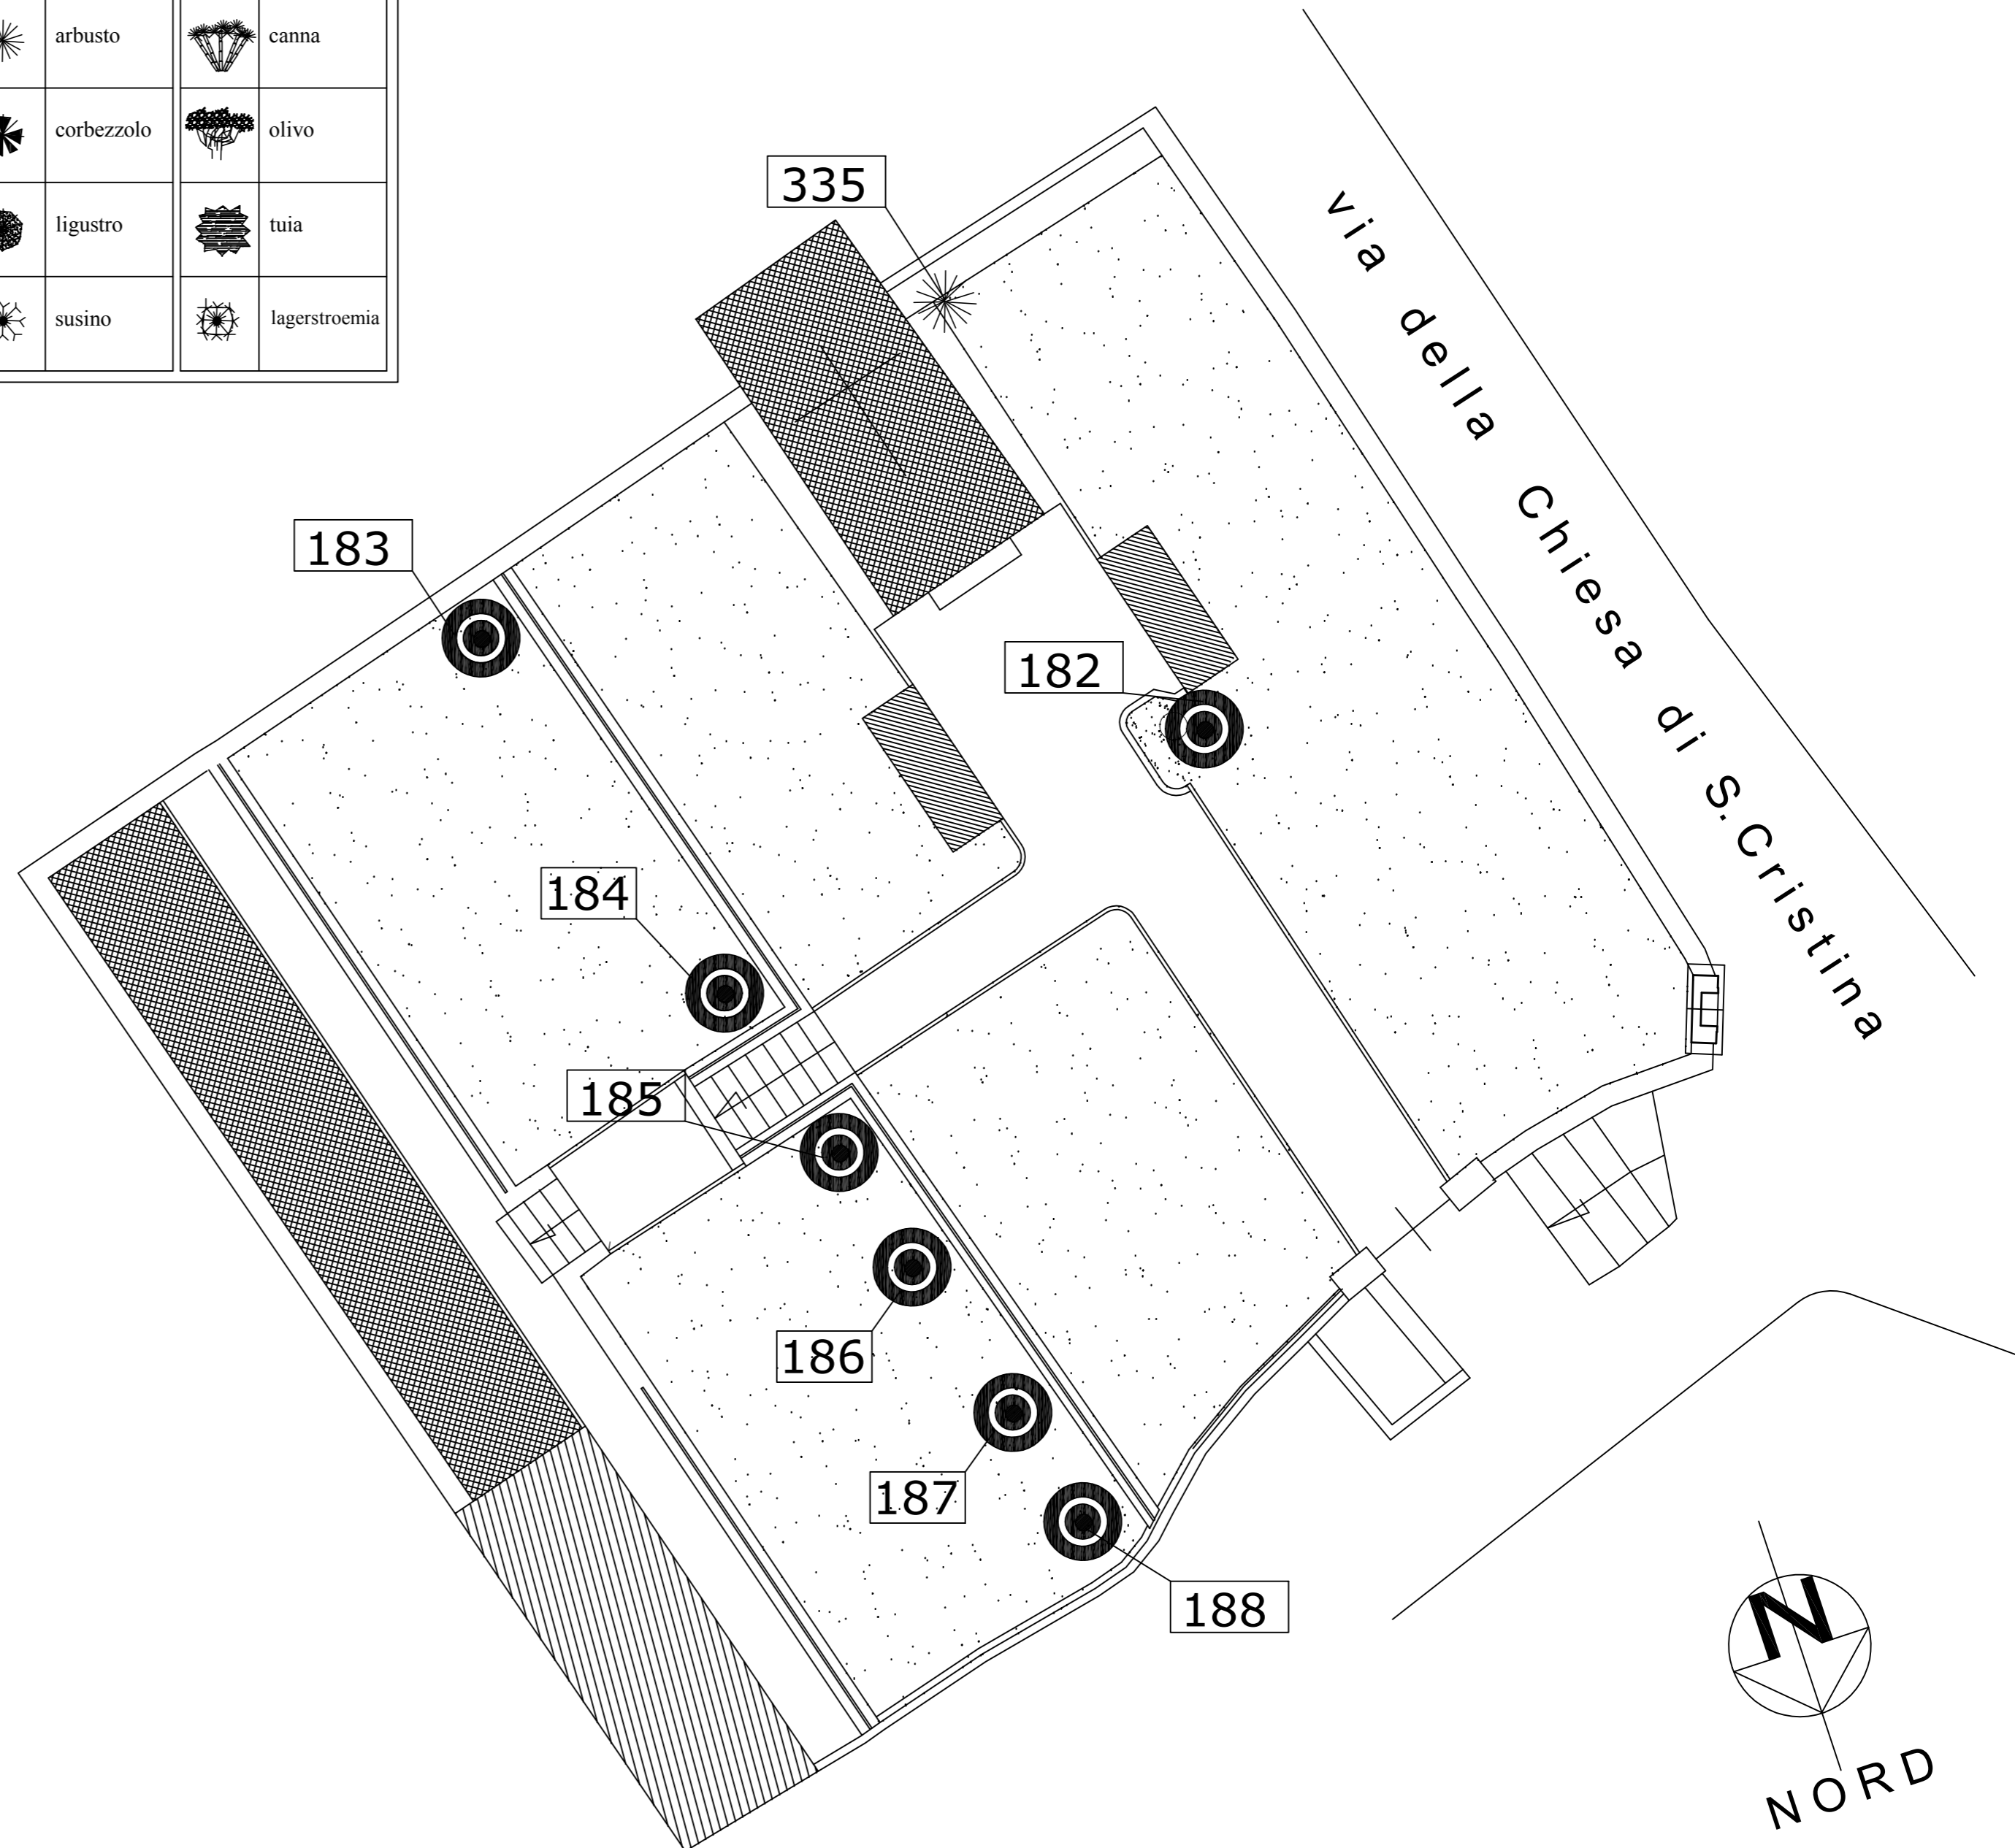 arbusto canna
corbezzolo olivo
ligustro tuia
susino lagerstroemia
335
via della Chiesa di S.Cristina
183
182
184
185
186
187
188
N
NORD